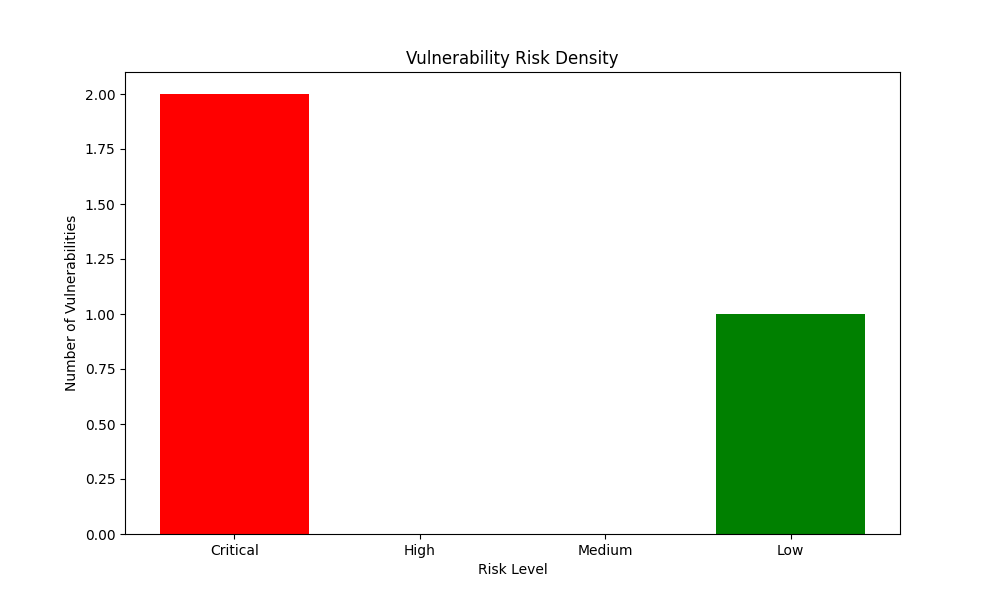 Vulnerability Risk Density
Number of Vulnerabilities
2.00
1.75
1.50
1.25
1.00
0.75
0.50
0.25
0.00
Critical
High
Medium
Low
Risk Level